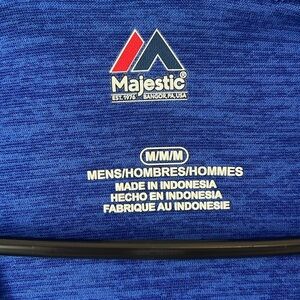 Majestic®
EST. 1976 BANGOR, PA, USA
M/M/M
MENS/HOMBRES/HOMMES
MADE IN INDONESIA
HECHO EN INDONESIA
FABRIQUE AU INDONESIE